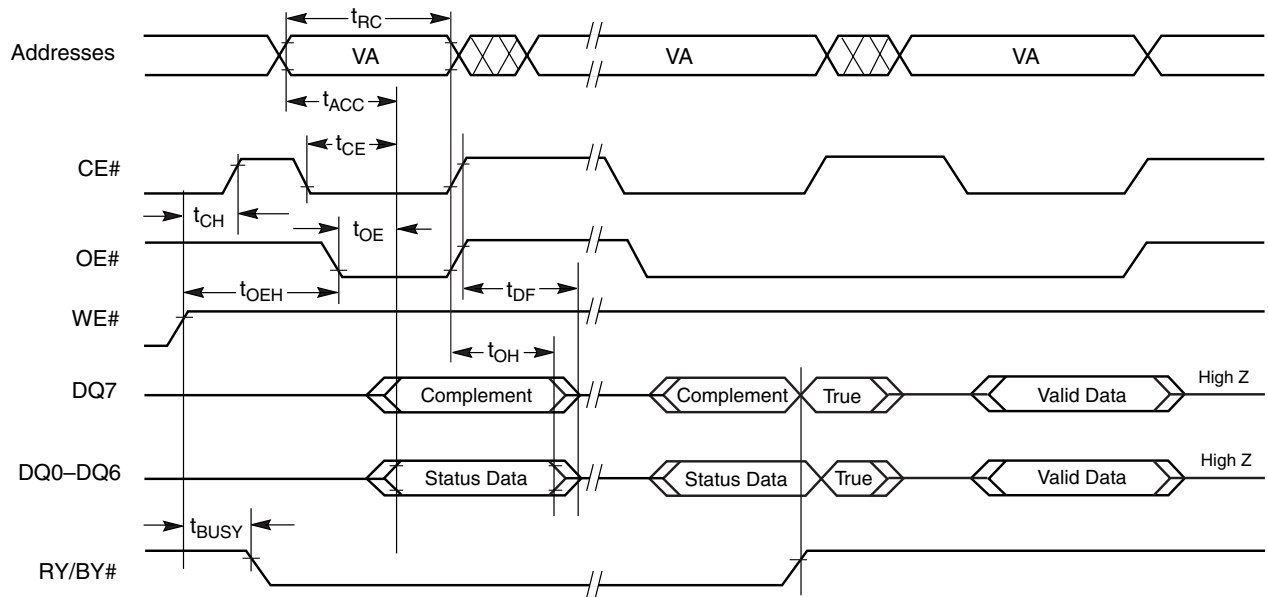 tRC
Addresses VA VA VA
tACC
tCE
CE#
tCH tOE
OE#
tOEH tDF
WE#
tOH
DQ7 Complement Complement True Valid Data High Z
DQ0–DQ6 Status Data Status Data True Valid Data High Z
tBUSY
RY/BY#